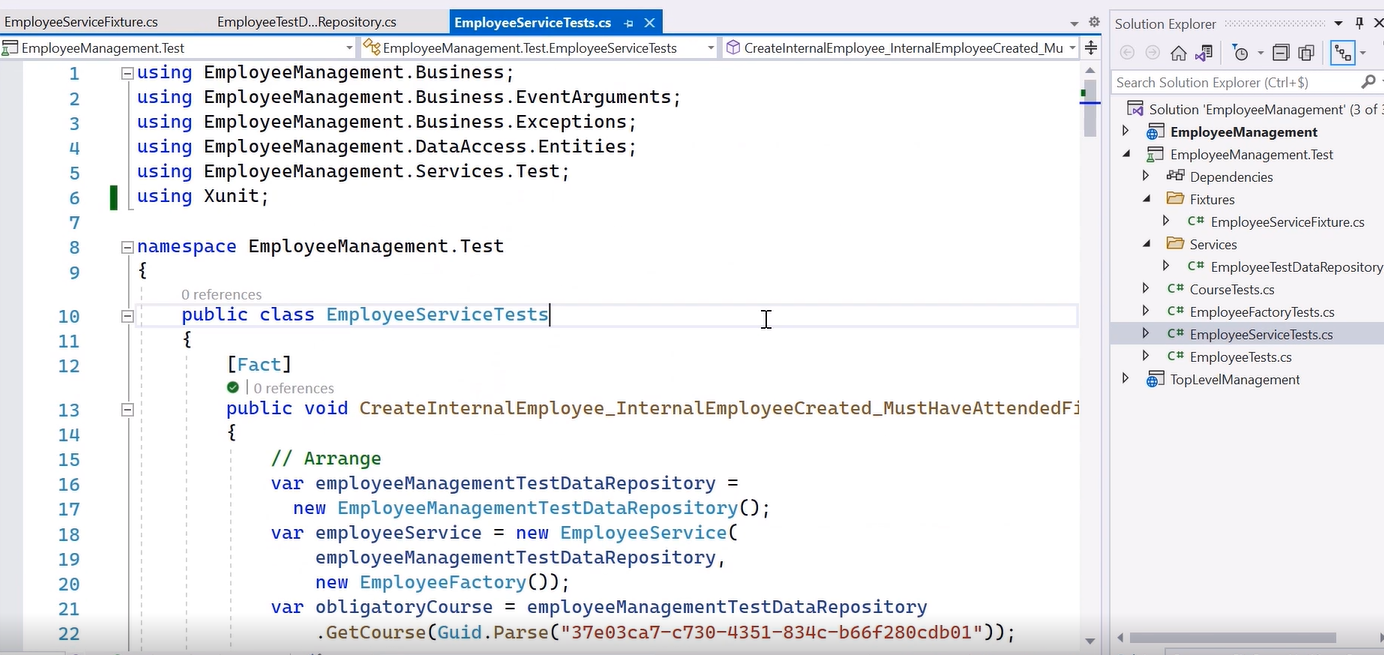 EmployeeServiceFixture.cs
EmployeeTestD...Repository.cs
EmployeeServiceTests.cs
EmployeeManagement.Test
EmployeeManagement.Test.EmployeeServiceTests
CreateInternalEmployee_InternalEmployeeCreated_Mu
1 using EmployeeManagement.Business;
2 using EmployeeManagement.Business.EventArguments;
3 using EmployeeManagement.Business.Exceptions;
4 using EmployeeManagement.DataAccess.Entities;
5 using EmployeeManagement.Services.Test;
6 using Xunit;
7
8 namespace EmployeeManagement.Test
9 {
0 references
10 public class EmployeeServiceTests
11 {
12 [Fact]
0 references
13 public void CreateInternalEmployee_InternalEmployeeCreated_MustHaveAttendedFi
14 {
15 // Arrange
16 var employeeManagementTestDataRepository =
17 new EmployeeManagementTestDataRepository();
18 var employeeService = new EmployeeService(
19 employeeManagementTestDataRepository,
20 new EmployeeFactory());
21 var obligatoryCourse = employeeManagementTestDataRepository
22 .GetCourse(Guid.Parse("37e03ca7-c730-4351-834c-b66f280cdb01"));
Solution Explorer
Search Solution Explorer (Ctrl+$)
Solution 'EmployeeManagement' (3 of 3
EmployeeManagement
EmployeeManagement.Test
Dependencies
Fixtures
C# EmployeeServiceFixture.cs
Services
C# EmployeeTestDataRepository
C# CourseTests.cs
C# EmployeeFactoryTests.cs
C# EmployeeServiceTests.cs
C# EmployeeTests.cs
TopLevelManagement